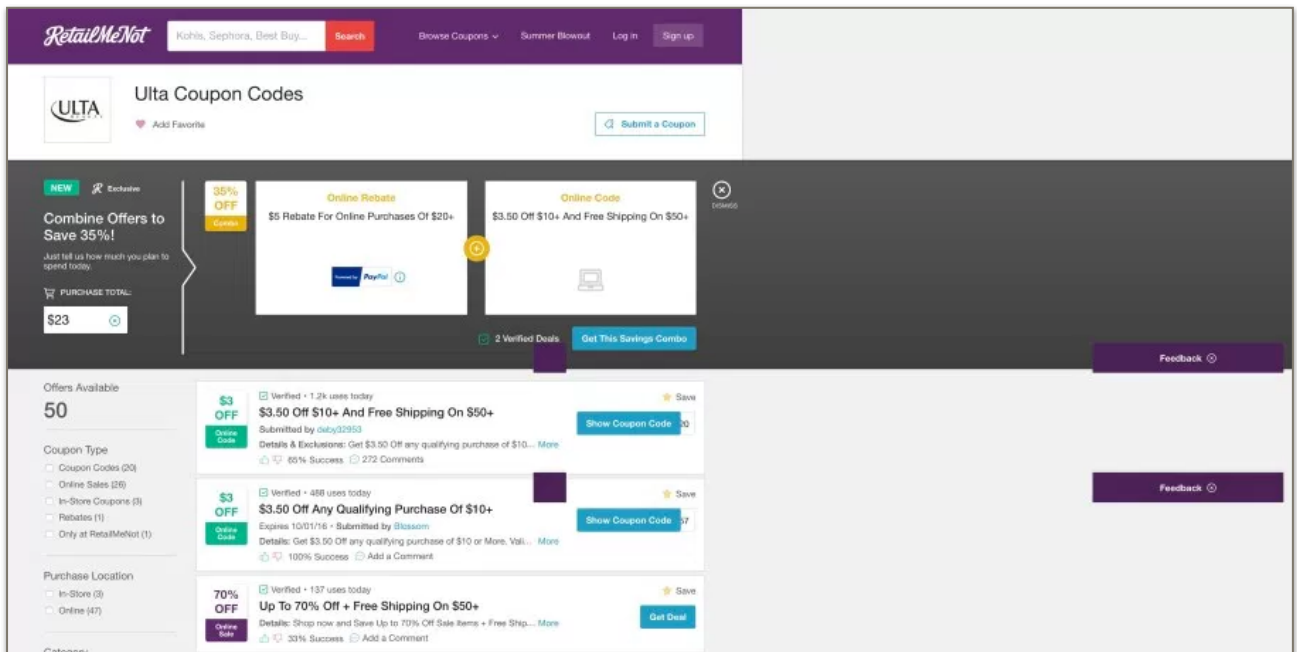 RetailMeNot
Kohls, Sephora, Best Buy...
Search
Browse Coupons
Summer Blowout
Log in
Sign up
ULTA
BEAUTY
Ulta Coupon Codes
Add Favorite
Submit a Coupon
NEW
Exclusive
Combine Offers to
Save 35%!
Just tell us how much you plan to
spend today.
PURCHASE TOTAL:
$23
35%
OFF
Combo
Online Rebate
$5 Rebate For Online Purchases Of $20+
Powered by PayPal
Online Code
$3.50 Off $10+ And Free Shipping On $50+
DISMISS
2 Verified Deals
Get This Savings Combo
Feedback
Offers Available
50
Coupon Type
Coupon Codes (20)
Online Sales (26)
In-Store Coupons (3)
Rebates (1)
Only at RetailMeNot (1)
Purchase Location
In-Store (3)
Online (47)
Category
$3
OFF
Online
Code
Verified • 1.2k uses today
Save
$3.50 Off $10+ And Free Shipping On $50+
Submitted by deby32953
Show Coupon Code 20
Details & Exclusions: Get $3.50 Off any qualifying purchase of $10... More
65% Success 272 Comments
$3
OFF
Online
Code
Verified • 488 uses today
Save
$3.50 Off Any Qualifying Purchase Of $10+
Expires 10/01/16 • Submitted by Blossom
Show Coupon Code 57
Details: Get $3.50 Off any qualifying purchase of $10 or More. Vali... More
100% Success Add a Comment
Feedback
70%
OFF
Online
Sale
Verified • 137 uses today
Save
Up To 70% Off + Free Shipping On $50+
Get Deal
Details: Shop now and Save Up to 70% Off Sale Items + Free Ship... More
33% Success Add a Comment